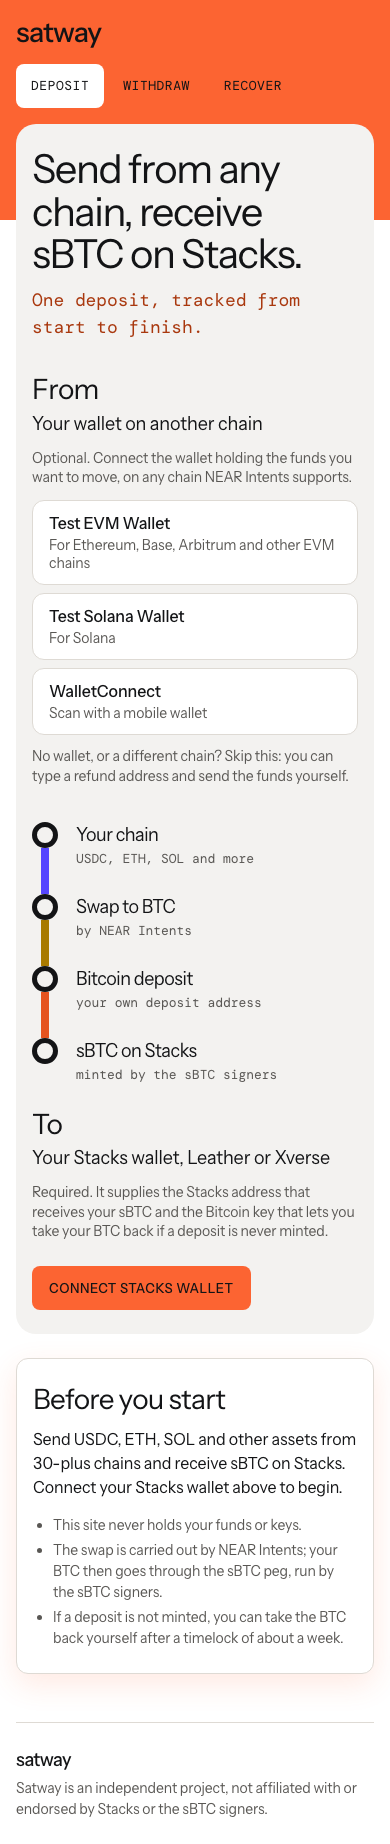 satway
DEPOSIT WITHDRAW RECOVER
Send from any
chain, receive
sBTC on Stacks.
One deposit, tracked from
start to finish.
From
Your wallet on another chain
Optional. Connect the wallet holding the funds you
want to move, on any chain NEAR Intents supports.
Test EVM Wallet
For Ethereum, Base, Arbitrum and other EVM
chains
Test Solana Wallet
For Solana
WalletConnect
Scan with a mobile wallet
No wallet, or a different chain? Skip this: you can
type a refund address and send the funds yourself.
Your chain
USDC, ETH, SOL and more
Swap to BTC
by NEAR Intents
Bitcoin deposit
your own deposit address
sBTC on Stacks
minted by the sBTC signers
To
Your Stacks wallet, Leather or Xverse
Required. It supplies the Stacks address that
receives your sBTC and the Bitcoin key that lets you
take your BTC back if a deposit is never minted.
CONNECT STACKS WALLET
Before you start
Send USDC, ETH, SOL and other assets from
30-plus chains and receive sBTC on Stacks.
Connect your Stacks wallet above to begin.
• This site never holds your funds or keys.
• The swap is carried out by NEAR Intents; your
BTC then goes through the sBTC peg, run by
the sBTC signers.
• If a deposit is not minted, you can take the BTC
back yourself after a timelock of about a week.
satway
Satway is an independent project, not affiliated with or
endorsed by Stacks or the sBTC signers.